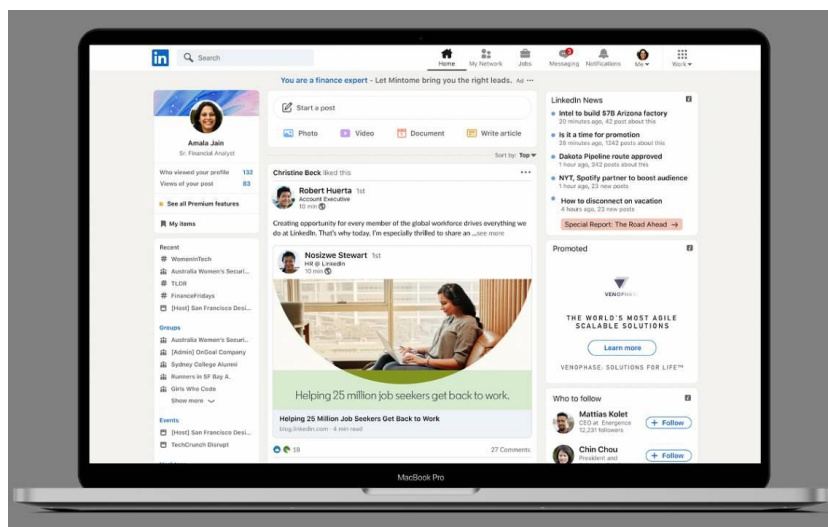 in
Search
Home
My Network
Jobs
3
Messaging
Notifications
Me
Work
You are a finance expert - Let Mintome bring you the right leads. Ad ···
Amala Jain
Sr. Financial Analyst
Who viewed your profile 132
Views of your post 83
See all Premium features
My items
Recent
# WomenInTech
Australia Women's Securi...
# TLDR
# FinanceFridays
[Host] San Francisco Desi...
Groups
Australia Women's Securi..
[Admin] OnGoal Company
Sydney College Alumni
Runners in SF Bay A.
Girls Who Code
Show more
Events
[Host] San Francisco Desi...
TechCrunch Disrupt
Start a post
Photo
Video
Document
Write article
Sort by: Top
Christine Beck liked this
Robert Huerta 1st
Account Executive
10 min
Creating opportunity for every member of the global workforce drives everything we
do at LinkedIn. That's why today, I'm especially thrilled to share an ...see more
Nosizwe Stewart 1st
HR @ LinkedIn
10 min
Helping 25 million job seekers get back to work.
Helping 25 Million Job Seekers Get Back to Work
blog.linkedin.com · 4 min read
19
27 Comments
LinkedIn News
Intel to build $7B Arizona factory
20 minutes ago, 42 post about this
Is it a time for promotion
28 minutes ago, 1242 posts about this
Dakota Pipeline route approved
1 hour ago, 342 posts about this
NYT, Spotify partner to boost audience
1 hour ago, 23 new posts
How to disconnect on vacation
4 hours ago, 23 new posts
Special Report: The Road Ahead →
Promoted
VENOPHASE
THE WORLD'S MOST AGILE
SCALABLE SOLUTIONS
Learn more
VENOPHASE: SOLUTIONS FOR LIFE™
Who to follow
Mattias Kolet
CEO at Energence
12,231 followers
+ Follow
Chin Chou
President and
+ Follow
MacBook Pro